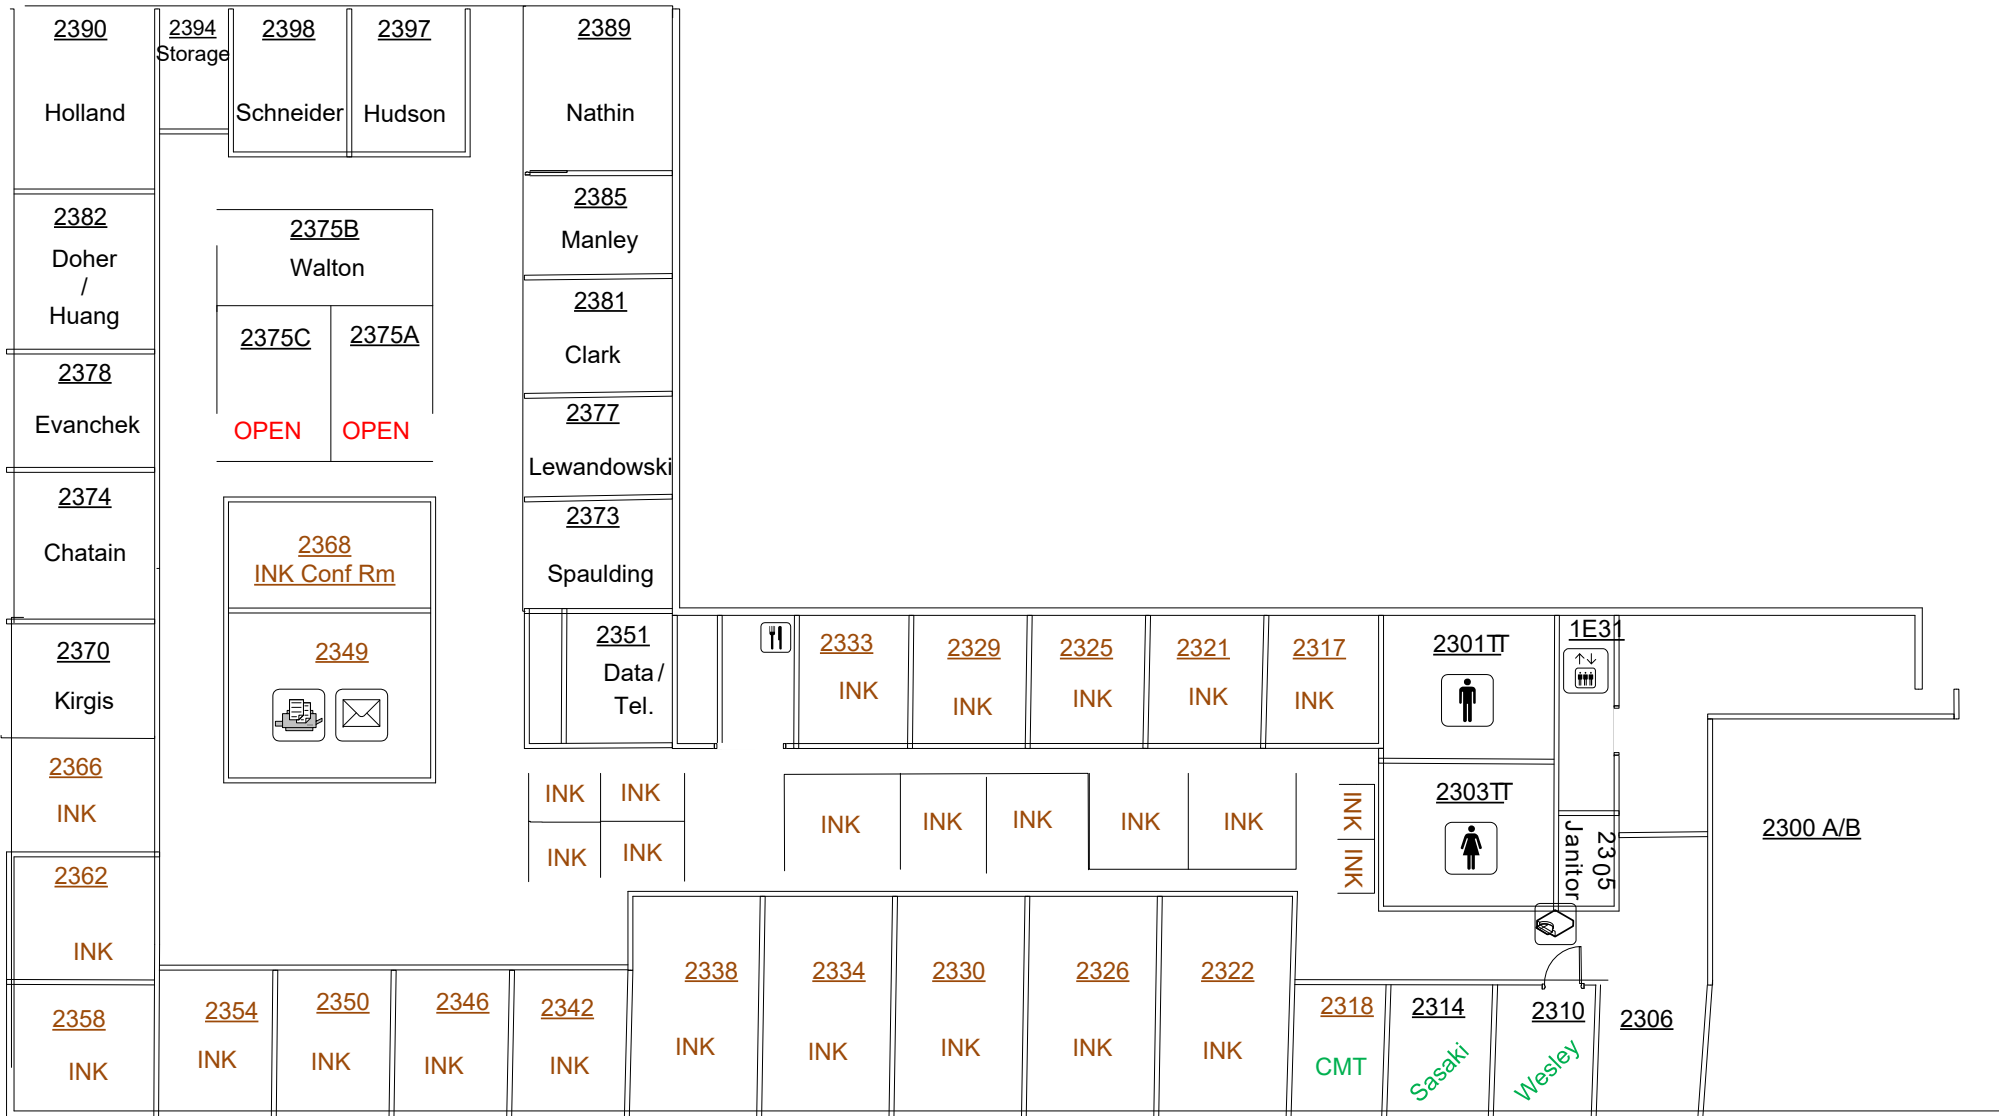 2390
Holland
2394
Storage
2398
Schneider
2397
Hudson
2389
Nathin
2382
Doher
/
Huang
2375B
Walton
2385
Manley
2375C
OPEN
2375A
OPEN
2381
Clark
2378
Evanchek
2377
Lewandowski
2374
Chatain
2368
INK Conf Rm
2373
Spaulding
2370
Kirgis
2349
2351
Data /
Tel.
2333
INK
2329
INK
2325
INK
2321
INK
2317
INK
2301TT
1E31
2366
INK
INK
INK
INK
INK
INK
INK
INK
INK
INK
INK
INK
2303TT
2305
Janitor
2300 A/B
2362
INK
2358
INK
2354
INK
2350
INK
2346
INK
2342
INK
2338
INK
2334
INK
2330
INK
2326
INK
2322
INK
2318
CMT
2314
Sasaki
2310
Wesley
2306